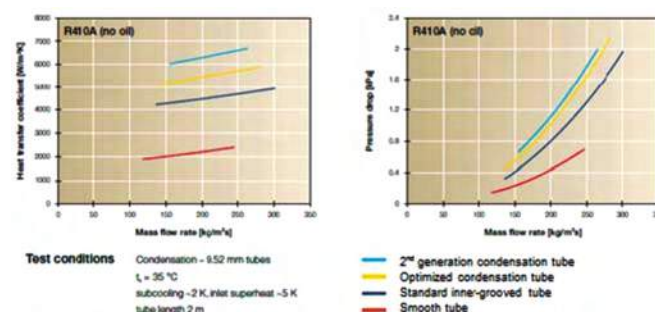 R410A (no oil)
Heat transfer coefficient [W/m²K]
8000
7000
6000
5000
4000
3000
2000
1000
0
0 50 100 150 200 250 300 350
Mass flow rate [kg/m²s]
R410A (no oil)
Pressure drop [kPa]
2
1.6
1.2
0.8
0.4
0
0 50 100 150 200 250 300 350
Mass flow rate [kg/m²s]
Test conditions
Condensation – 9.52 mm tubes
= 35 °C
subcooling ~2 K, inlet superheat ~5 K
tube length 2 m
2nd generation condensation tube
Optimized condensation tube
Standard inner-grooved tube
Smooth tube